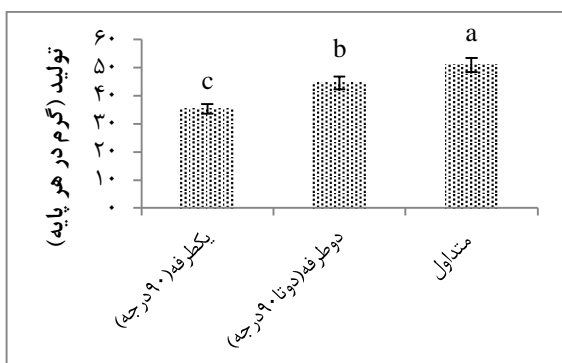 تولید (گرم در هر پایه)
۶۰
۵۰
۴۰
۳۰
۲۰
۱۰
۰
c
b
a
یکطرفه(۹۰درجه)
دوطرفه(دوتا۹۰درجه)
متداول